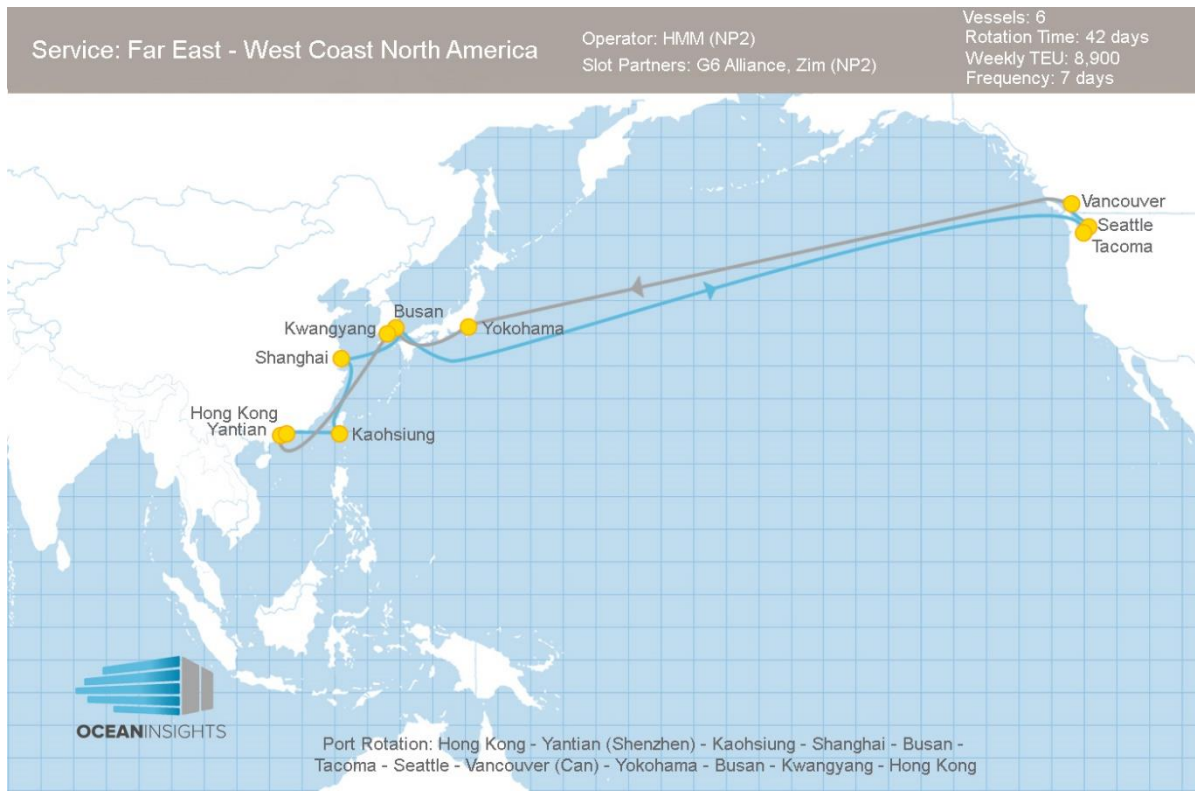 Service: Far East - West Coast North America
Operator: HMM (NP2)
Slot Partners: G6 Alliance, Zim (NP2)
Vessels: 6
Rotation Time: 42 days
Weekly TEU: 8,900
Frequency: 7 days
Vancouver
Seattle
Tacoma
Busan
Kwangyang
Yokohama
Shanghai
Hong Kong
Yantian
Kaohsiung
OCEANINSIGHTS
Port Rotation: Hong Kong - Yantian (Shenzhen) - Kaohsiung - Shanghai - Busan -
Tacoma - Seattle - Vancouver (Can) - Yokohama - Busan - Kwangyang - Hong Kong